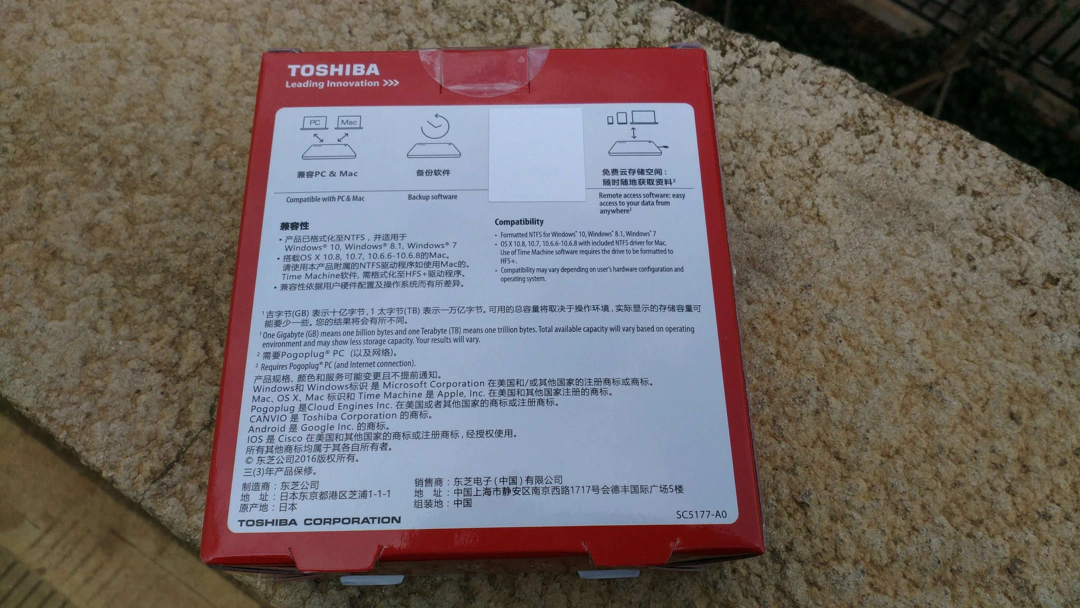 TOSHIBA
Leading Innovation >>>
PC Mac
兼容PC & Mac
Compatible with PC & Mac
备份软件
Backup software
免费云存储空间：
随时随地获取资料²
Remote access software: easy
access to your data from
anywhere²
兼容性
• 产品已格式化至NTFS，并适用于
Windows® 10, Windows® 8.1, Windows® 7
• 搭载OS X 10.8, 10.7, 10.6.6-10.6.8的Mac。
请使用本产品附属的NTFS驱动程序如使用Mac的。
Time Machine软件, 需格式化至HFS+驱动程序。
• 兼容性依据用户硬件配置及操作系统而有所差异。
Compatibility
• Formatted NTFS for Windows® 10, Windows® 8.1, Windows® 7
• OS X 10.8, 10.7, 10.6.6-10.6.8 with included NTFS driver for Mac.
Use of Time Machine software requires the drive to be formatted to
HFS+.
• Compatibility may vary depending on user's hardware configuration and
operating system.
¹ 吉字节(GB) 表示十亿字节, 1 太字节(TB) 表示一万亿字节。可用的总容量将取决于操作环境, 实际显示的存储容量可
能要少一些。您的结果将会有所不同。
¹ One Gigabyte (GB) means one billion bytes and one Terabyte (TB) means one trillion bytes. Total available capacity will vary based on operating
environment and may show less storage capacity. Your results will vary.
² 需要Pogoplug® PC（以及网络)。
² Requires Pogoplug® PC (and Internet connection).
产品规格、颜色和服务可能变更且不提前通知。
Windows和 Windows标识 是 Microsoft Corporation 在美国和/或其他国家的注册商标或商标。
Mac, OS X, Mac 标识和 Time Machine 是 Apple, Inc. 在美国和其他国家注册的商标。
Pogoplug 是Cloud Engines Inc. 在美国或者其他国家的商标或注册商标。
CANVIO 是 Toshiba Corporation 的商标。
Android 是 Google Inc. 的商标。
IOS 是 Cisco 在美国和其他国家的商标或注册商标, 经授权使用。
所有其他商标均属于其各自所有者。
© 东芝公司2016版权所有。
三(3)年产品保修。
制造商：东芝公司
地 址：日本东京都港区芝浦1-1-1
原产地：日本
销售商：东芝电子(中国)有限公司
地 址：中国上海市静安区南京西路1717号会德丰国际广场5楼
组装地：中国
TOSHIBA CORPORATION
SC5177-A0